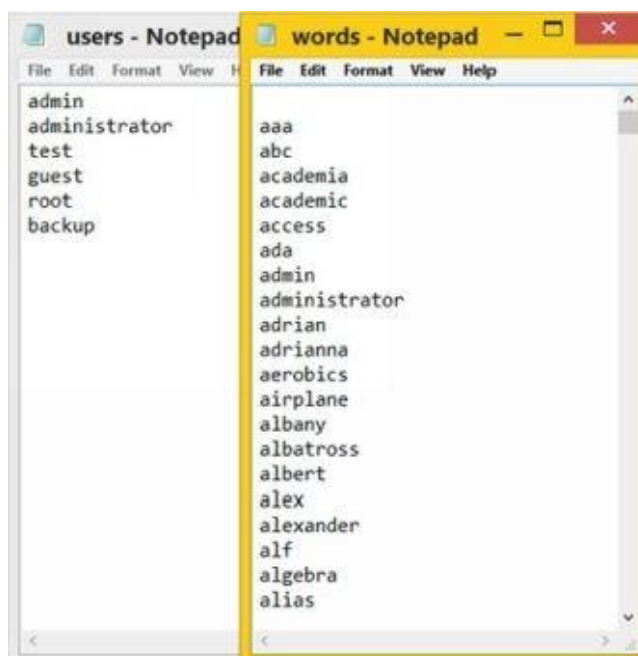 users - Notepad
File Edit Format View H
admin
administrator
test
guest
root
backup
words - Notepad
File Edit Format View Help
aaa
abc
academia
academic
access
ada
admin
administrator
adrian
adrianna
aerobics
airplane
albany
albatross
albert
alex
alexander
alf
algebra
alias